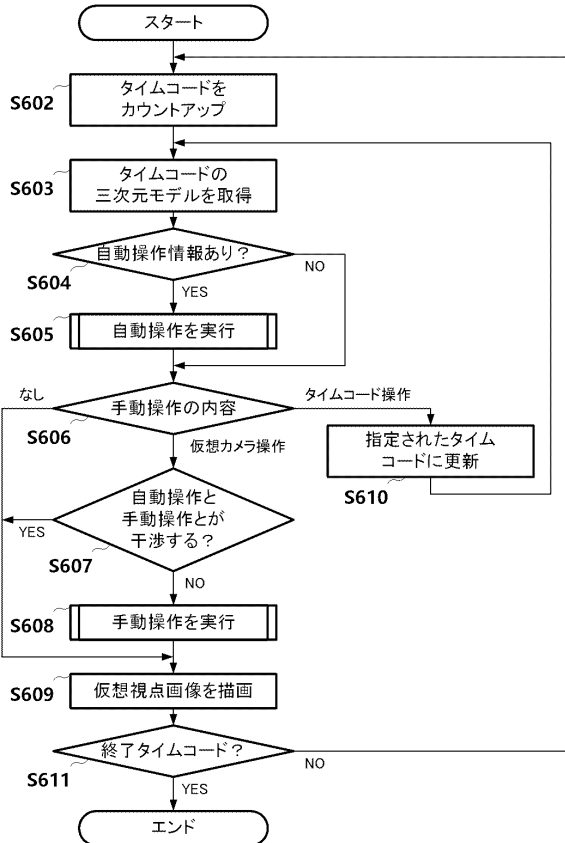 スタート
S602
タイムコードを
カウントアップ
S603
タイムコードの
三次元モデルを取得
自動操作情報あり？
S604
NO
YES
S605
自動操作を実行
なし
手動操作の内容
タイムコード操作
S606
仮想カメラ操作
指定されたタイム
コードに更新
S610
自動操作と
手動操作とが
干渉する？
YES
S607
NO
S608
手動操作を実行
S609
仮想視点画像を描画
終了タイムコード？
NO
S611
YES
エンド